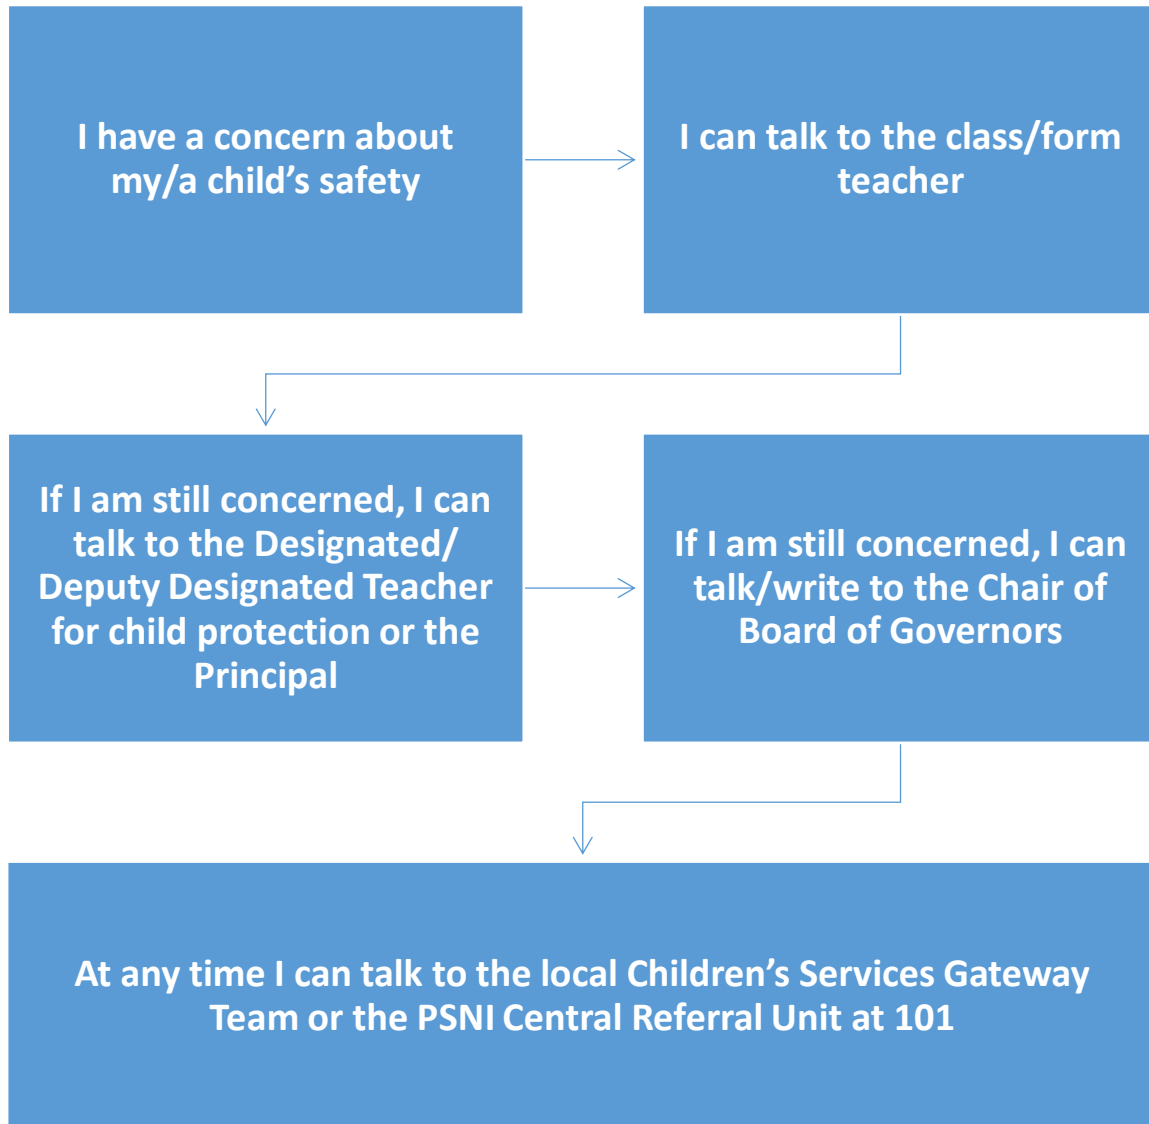 I have a concern about
my/a child’s safety
I can talk to the class/form
teacher
If I am still concerned, I can
talk to the Designated/
Deputy Designated Teacher
for child protection or the
Principal
If I am still concerned, I can
talk/write to the Chair of
Board of Governors
At any time I can talk to the local Children’s Services Gateway
Team or the PSNI Central Referral Unit at 101